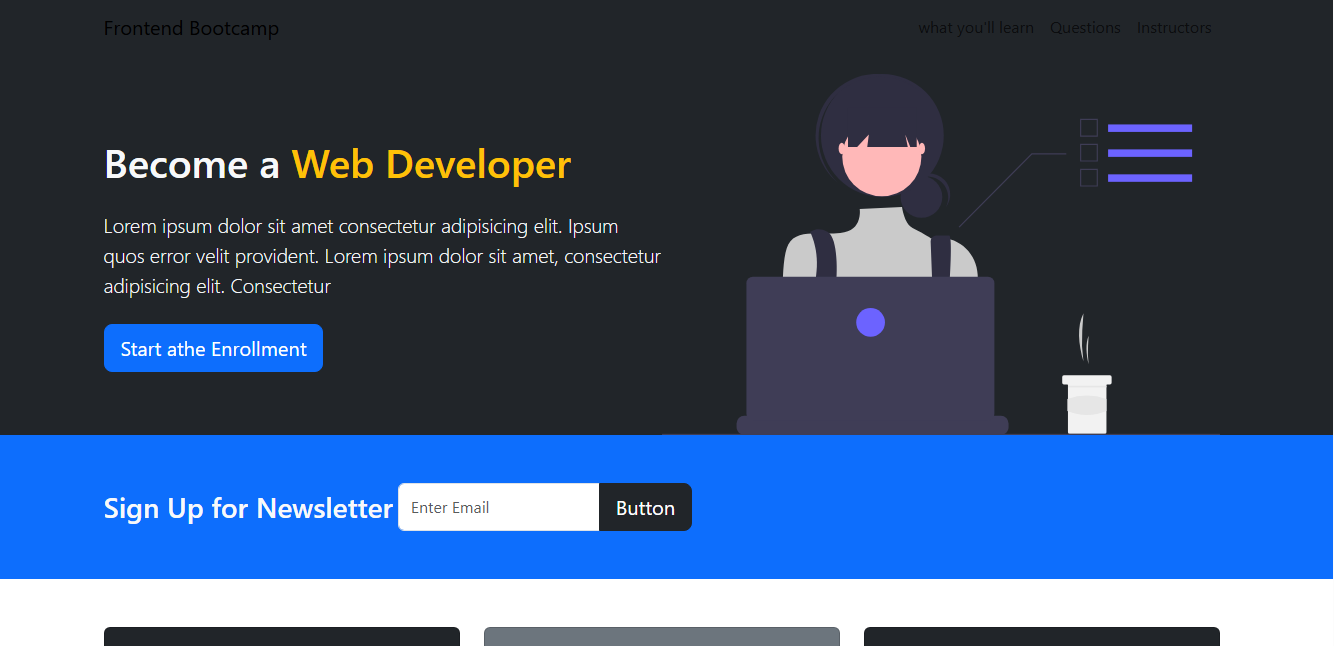 Frontend Bootcamp
what you'll learn Questions Instructors
Become a Web Developer
Lorem ipsum dolor sit amet consectetur adipisicing elit. Ipsum
quos error velit provident. Lorem ipsum dolor sit amet, consectetur
adipisicing elit. Consectetur
Start athe Enrollment
Sign Up for Newsletter Enter Email Button